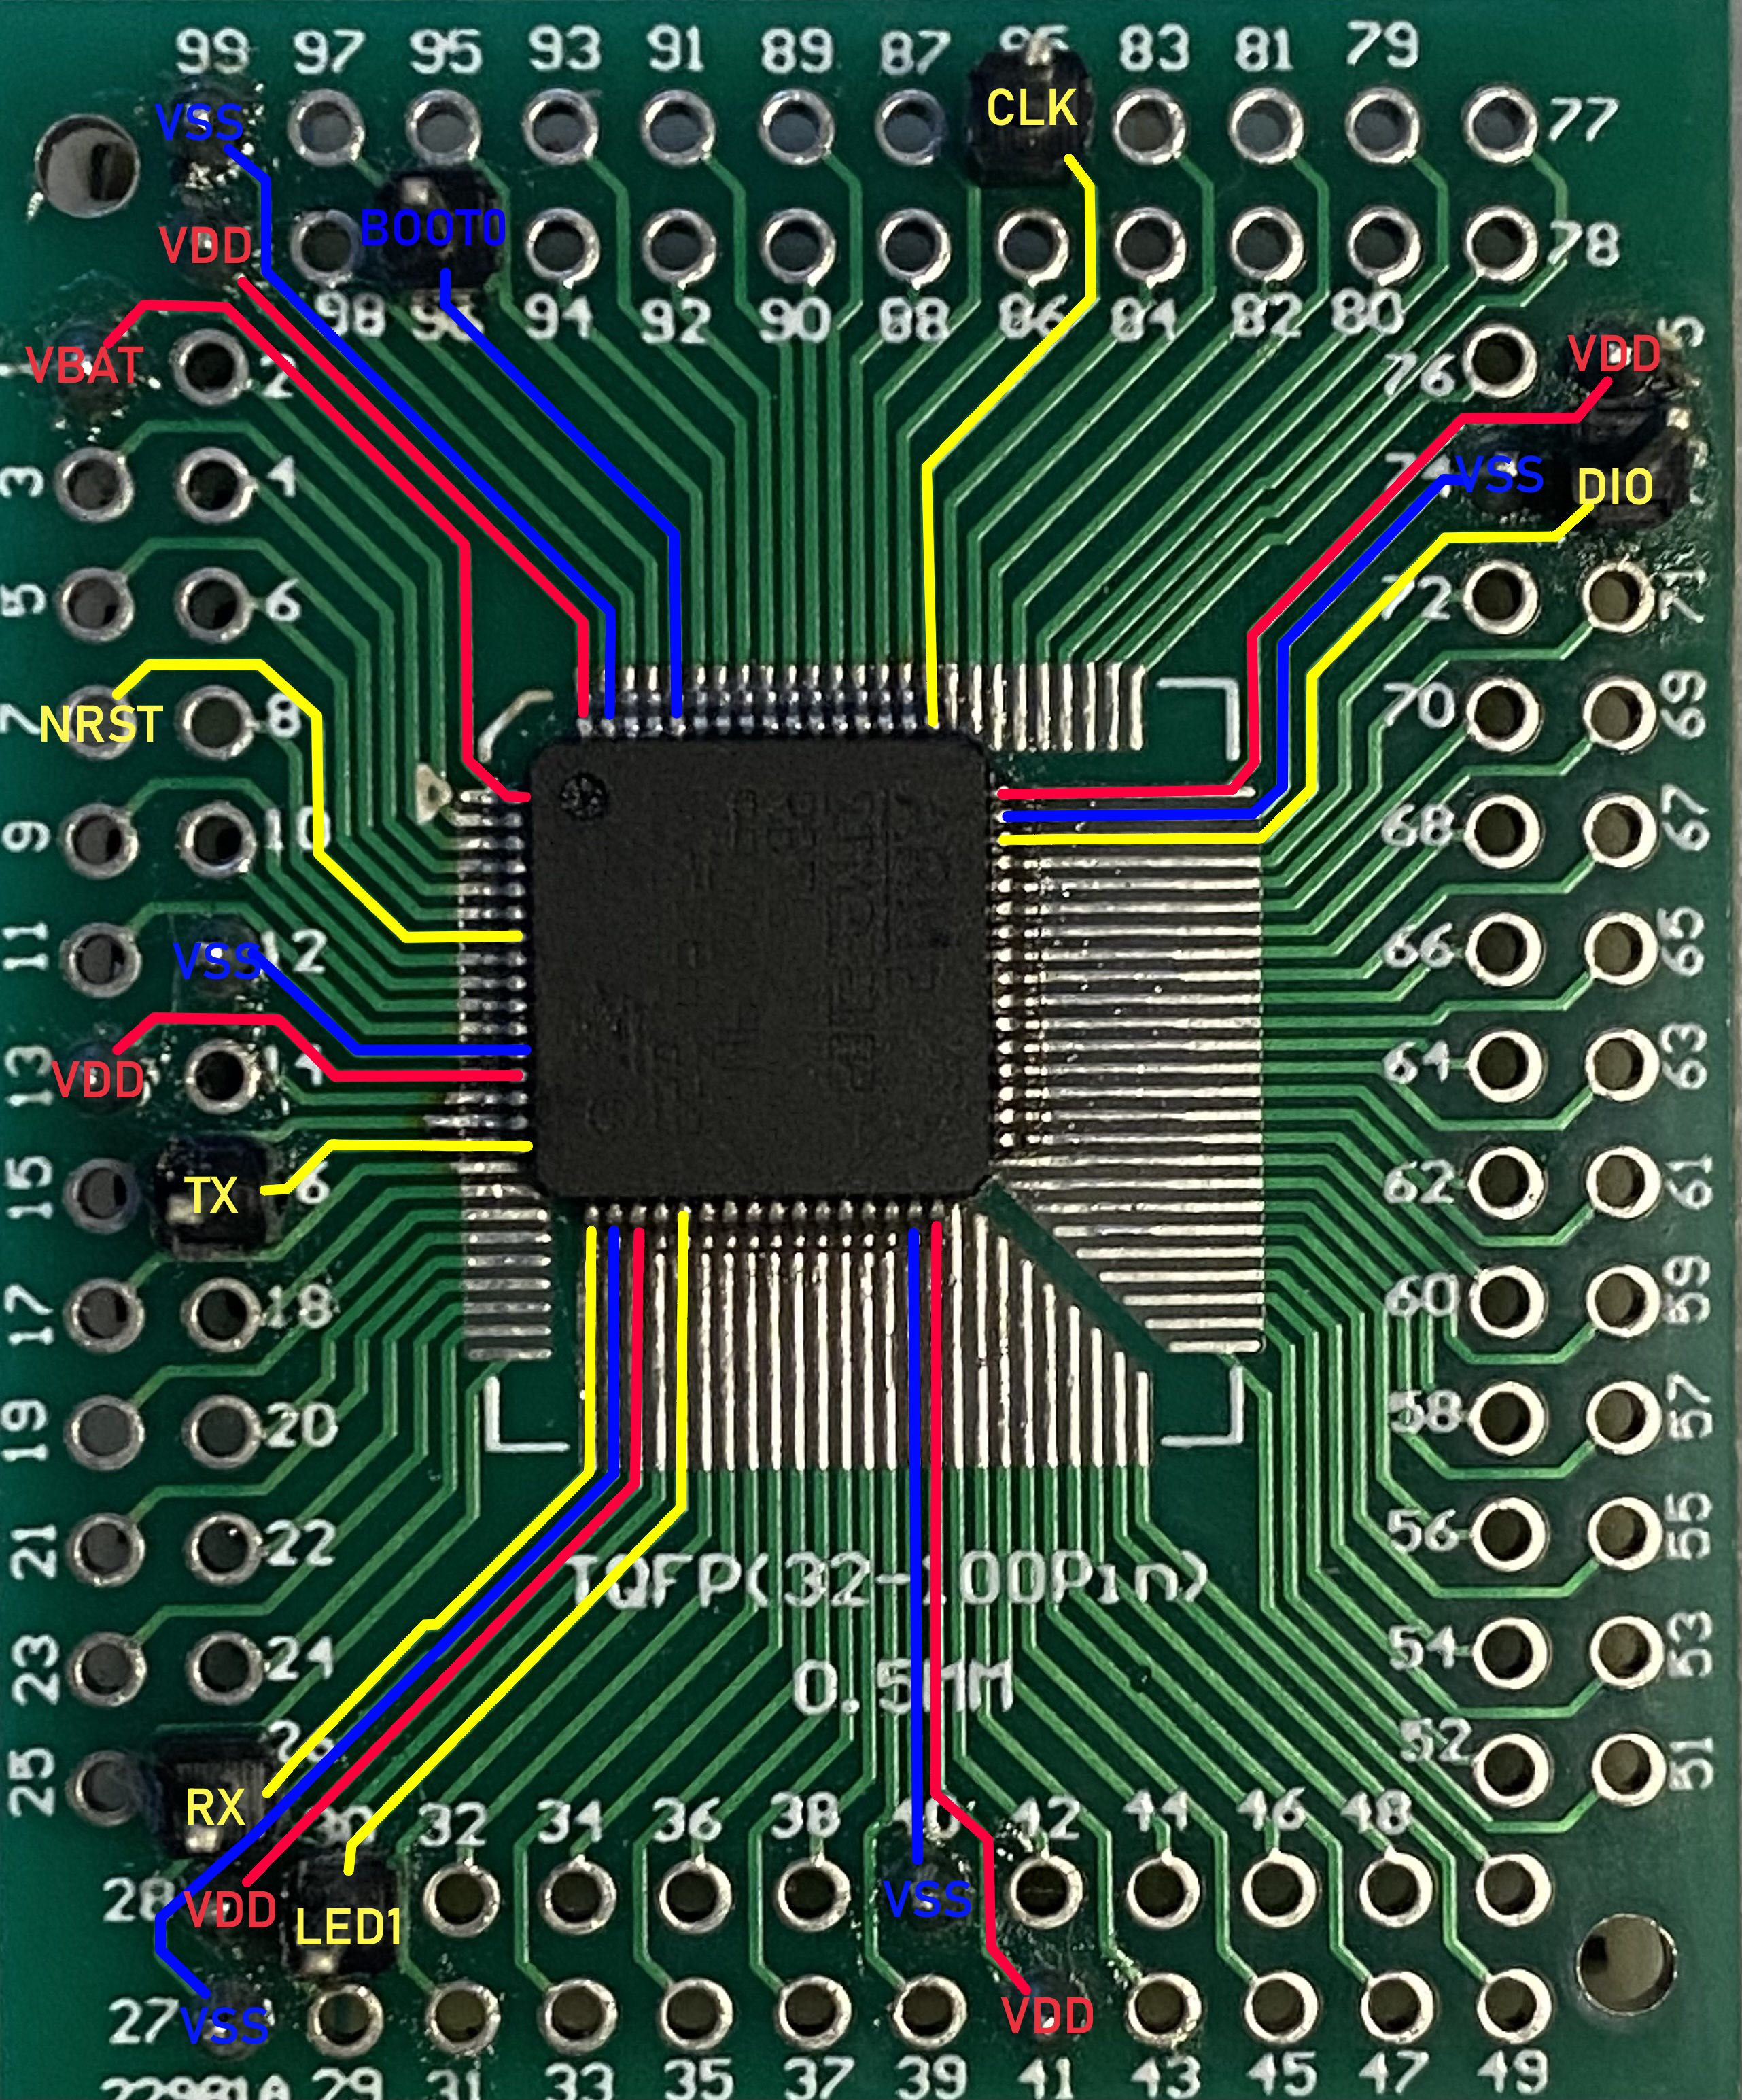 99 97 95 93 91 89 87 85 83 81 79 77
VSS CLK
VDD BOOT0 78
98 96 94 92 90 88 86 84 82 80
VBAT 2 76 VDD
3 4 74 VSS DIO
5 6 72 71
7 NRST 8 70 69
9 10 68 67
11 VSS 12 66 65
13 VDD 14 64 63
15 TX 16 62 61
17 18 60 59
19 20 58 57
21 22 56 55
TQFP(32-100Pin)
23 24 54 53
0.5MM
25 26 52 51
RX 30 32 34 36 38 40 42 44 46 48
28 VDD LED1 VSS
27 VSS VDD
29 31 33 35 37 39 41 43 45 47 49